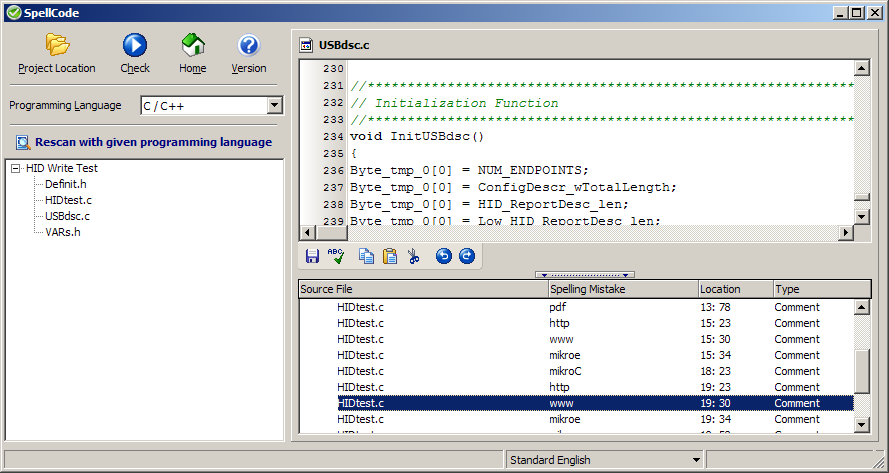 SpellCode
Project Location
Check
Home
Version
Programming Language
C / C++
Rescan with given programming language
HID Write Test
Definit.h
HIDtest.c
USBdsc.c
VARs.h
USBdsc.c
230
231 //******************************************************************************
232 // Initialization Function
233 //******************************************************************************
234 void InitUSBdsc()
235 {
236 Byte_tmp_0[0] = NUM_ENDPOINTS;
237 Byte_tmp_0[0] = ConfigDescr_wTotalLength;
238 Byte_tmp_0[0] = HID_ReportDesc_len;
239 Byte_tmp_0[0] = Low_HID_ReportDesc_len;
ABC
Source File Spelling Mistake Location Type
HIDtest.c pdf 13: 78 Comment
HIDtest.c http 15: 23 Comment
HIDtest.c www 15: 30 Comment
HIDtest.c mikroe 15: 34 Comment
HIDtest.c mikroC 18: 23 Comment
HIDtest.c http 19: 23 Comment
HIDtest.c www 19: 30 Comment
HIDtest.c mikroe 19: 34 Comment
Standard English